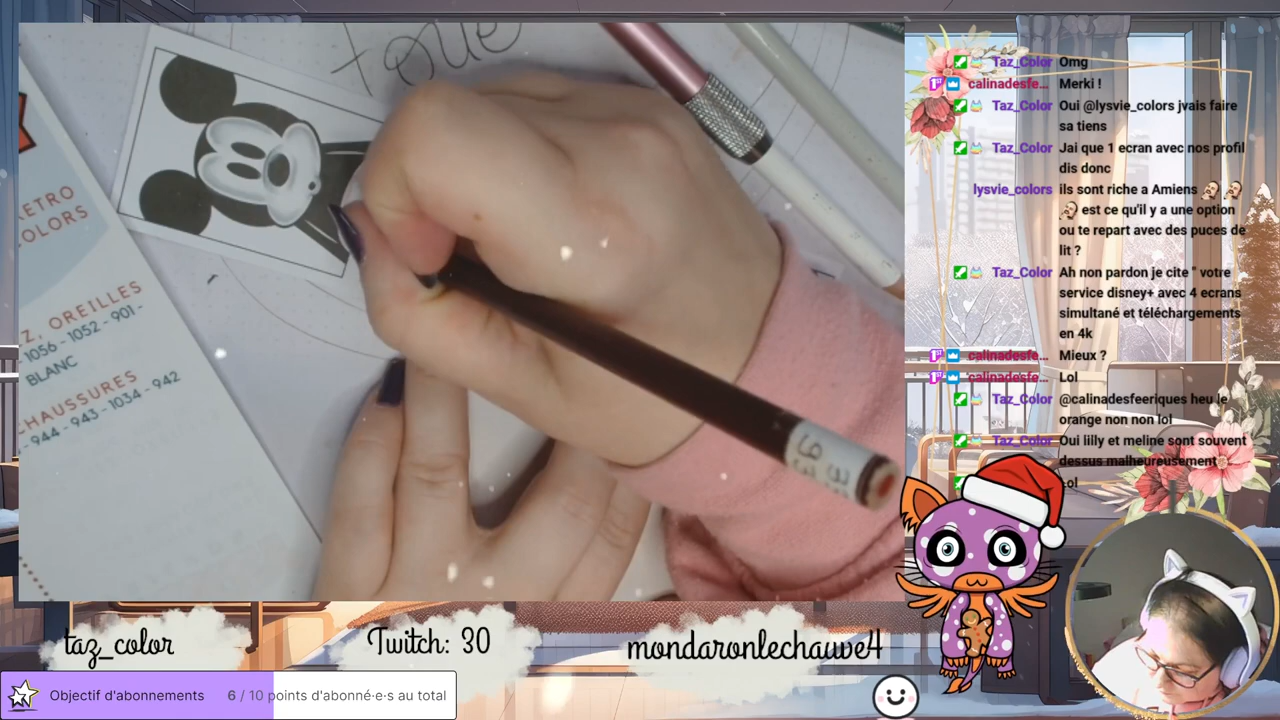 toue
RETRO
COLORS
Z. OREILLES
- 1056 - 1052 - 901 -
BLANC
CHAUSSURES
- 944 - 943 - 1034 - 942
Taz_Color Omg
calinadesfe... Merki !
Taz_Color Oui @lysvie_colors jvais faire
sa tiens
Taz_Color Jai que 1 ecran avec nos profil
dis donc
lysvie_colors ils sont riche a Amiens
est ce qu'il y a une option
ou te repart avec des puces de
lit ?
Taz_Color Ah non pardon je cite " votre
service disney+ avec 4 ecrans
simultané et téléchargements
en 4k
calinadesfe... Mieux ?
calinadesfe... Lol
Taz_Color @calinadesfeeriques heu le
orange non non lol
Taz_Color Oui lilly et meline sont souvent
dessus malheureusement
Lol
taz_color
Twitch: 30
mondaronlechauve4
Objectif d'abonnements 6 / 10 points d'abonné·e·s au total